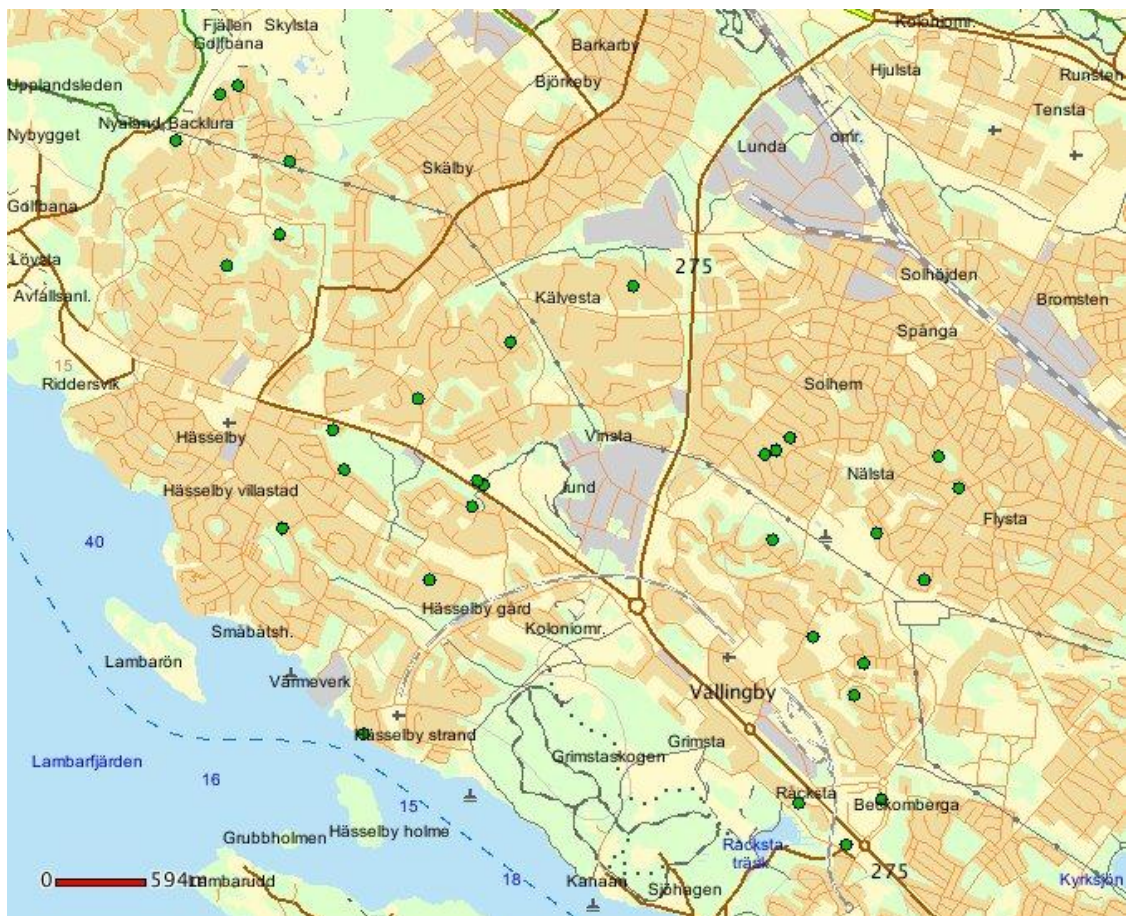 Fjällen Skylsta
Golfbana
Koloniomr.
Barkarby
Hjulsta
Runsten
Björkeby
Upplandsleden
Tensta
Nyaland Backlura
Nybygget
Lunda
omr.
Skälby
Golfbana
Lövsta
275
Solhöjden
Avfallsanl.
Kälvesta
Bromsten
Spånga
15
Riddersvik
Solhem
Hässelby
Vinsta
Nälsta
Hässelby villastad
lund
Flysta
40
Hässelby gård
Småbåtsh.
Koloniomr.
Lambarön
Värmeverk
Vällingby
Hässelby strand
Grimsta
Grimstaskogen
Lambarfjärden
16
Råcksta
15
Beckomberga
Hässelby holme
Grubbholmen
Råcksta-
träsk
275
0 594m
Lambarudd
18
Kanaan
Sjöhagen
Kyrksjön